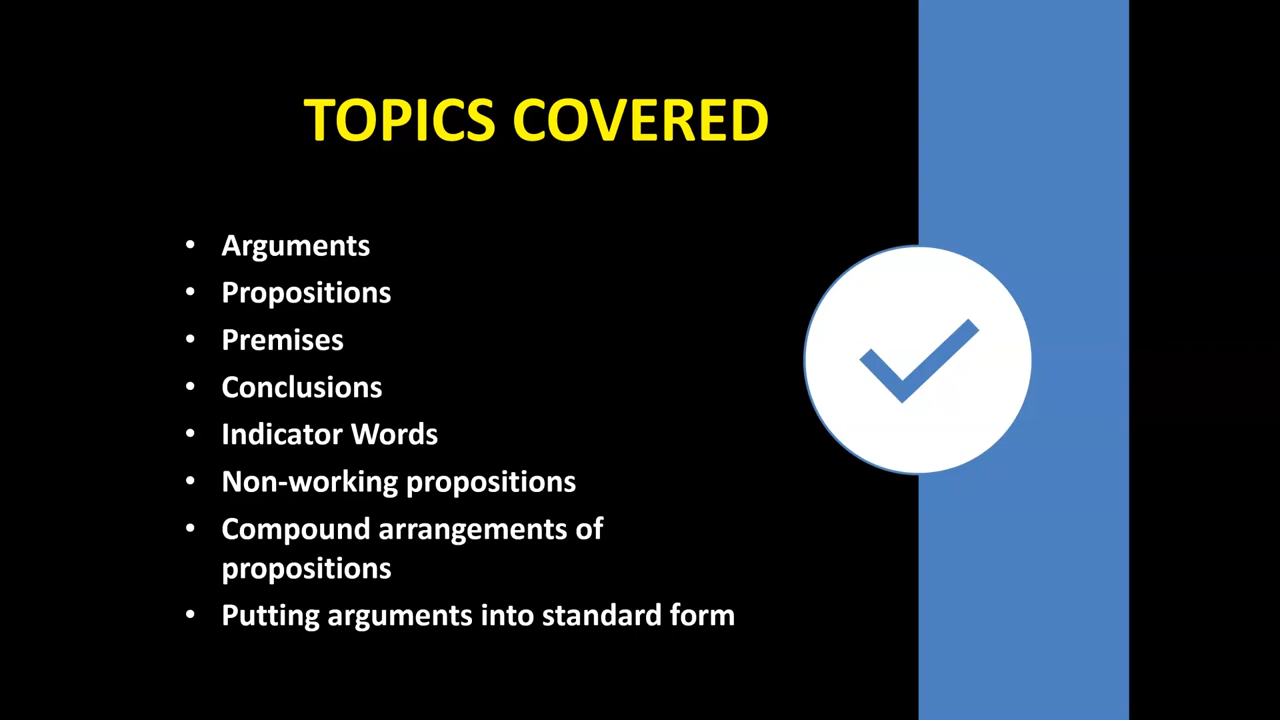 TOPICS COVERED
• Arguments
• Propositions
• Premises
• Conclusions
• Indicator Words
• Non-working propositions
• Compound arrangements of
propositions
• Putting arguments into standard form